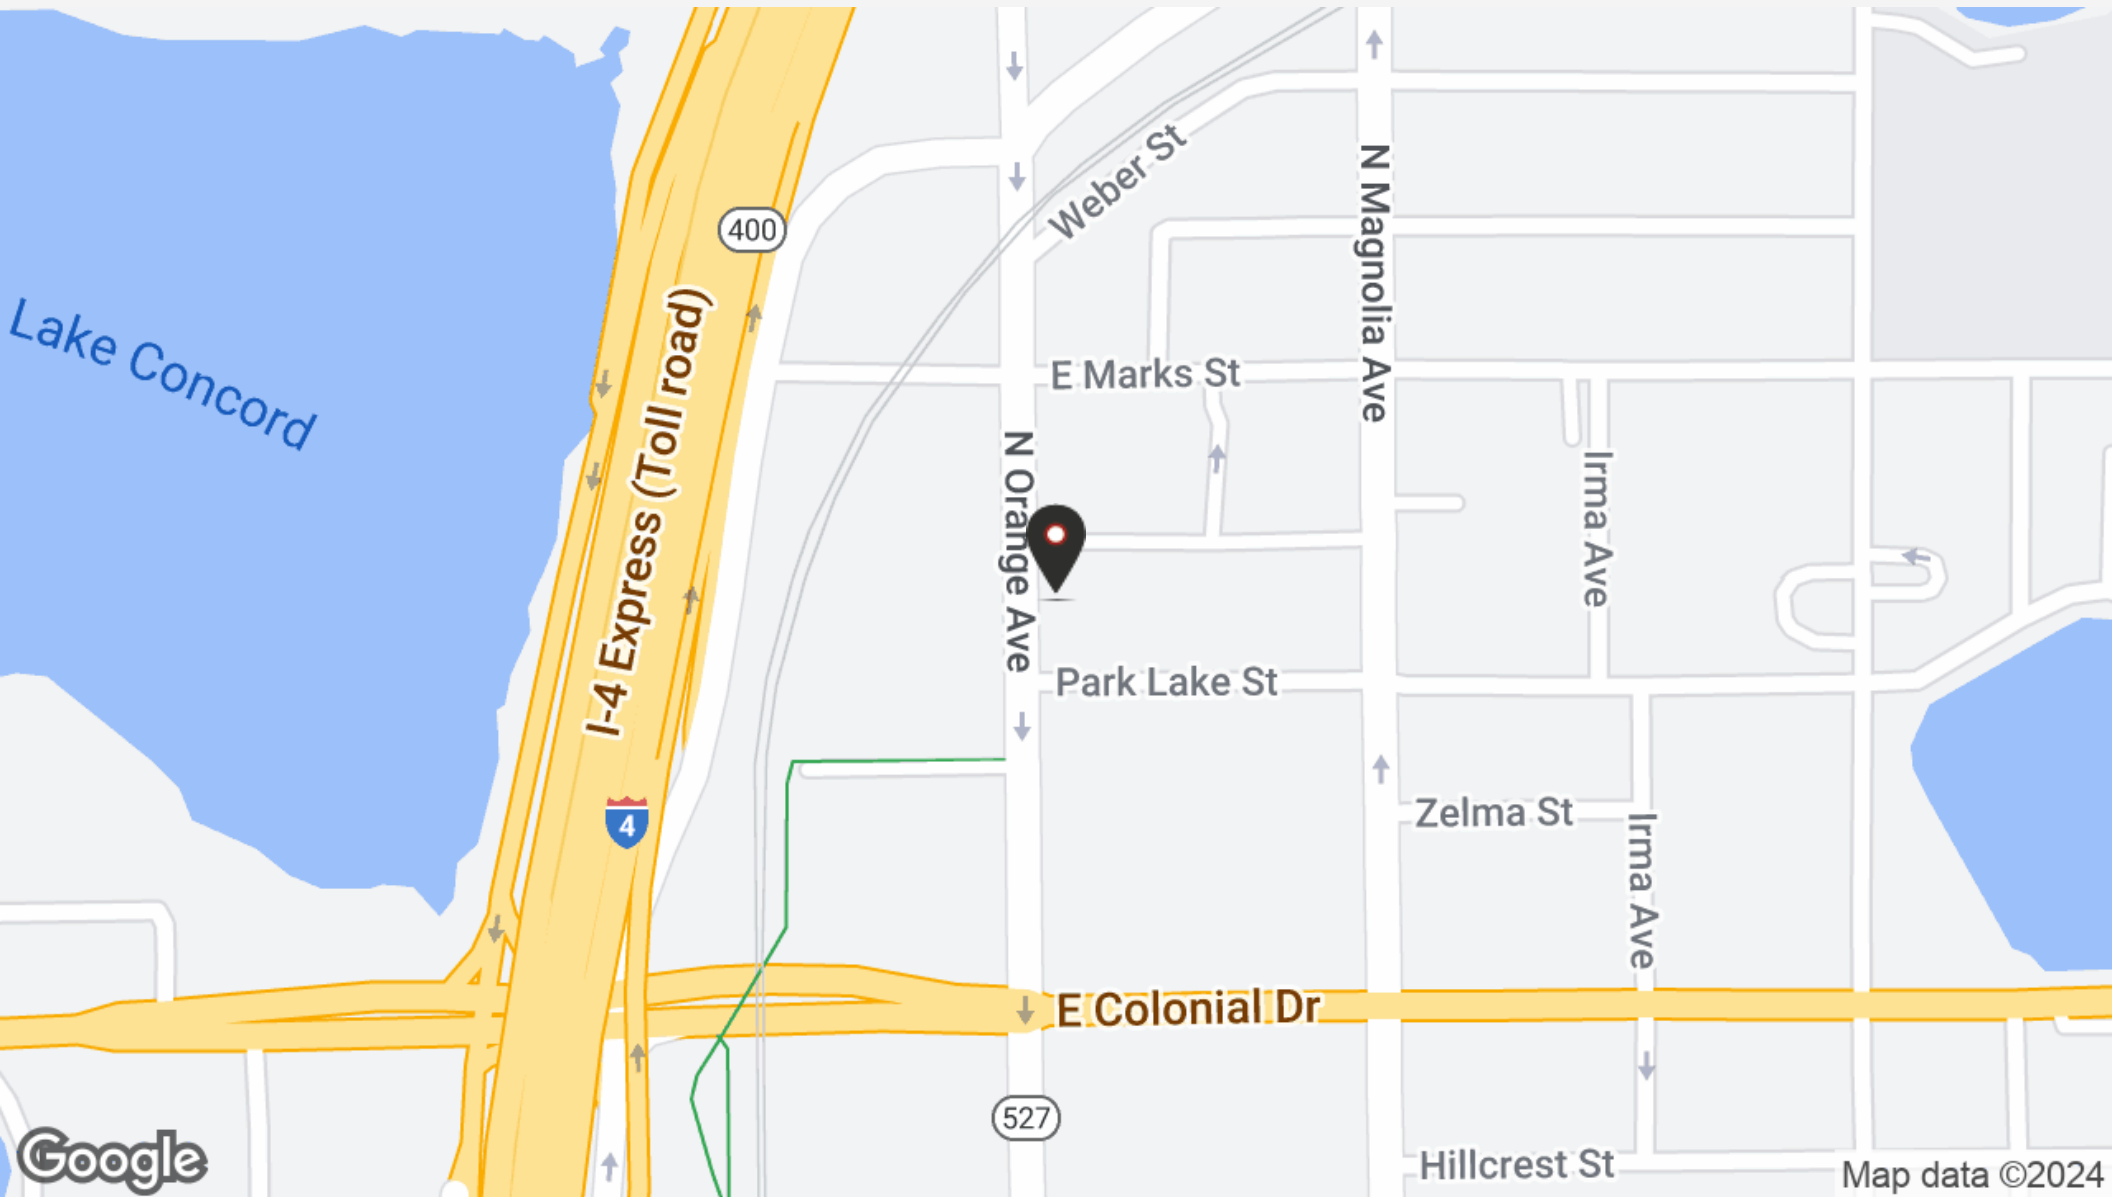 Weber St
N Magnolia Ave
400
Lake Concord
I-4 Express (Toll road)
E Marks St
N Orange Ave
Irma Ave
Park Lake St
4
Zelma St
Irma Ave
E Colonial Dr
527
Hillcrest St
Google
Map data ©2024